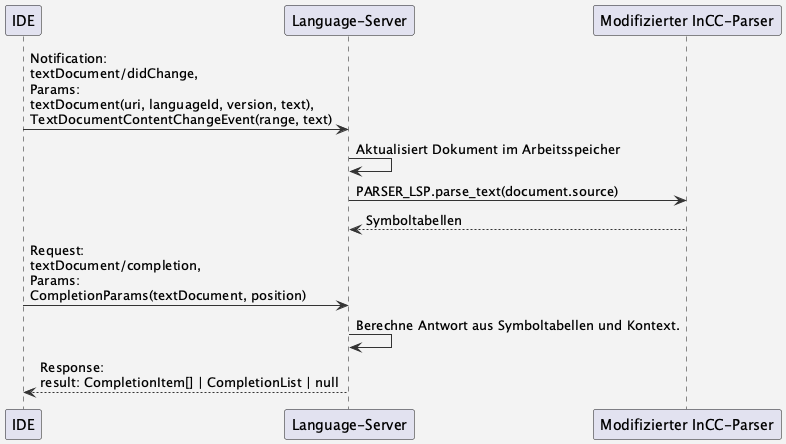 IDE
Language-Server
Modifizierter InCC-Parser
Notification:
textDocument/didChange,
Params:
textDocument(uri, languageId, version, text),
TextDocumentContentChangeEvent(range, text)
Aktualisiert Dokument im Arbeitsspeicher
PARSER_LSP.parse_text(document.source)
Symboltabellen
Request:
textDocument/completion,
Params:
CompletionParams(textDocument, position)
Berechne Antwort aus Symboltabellen und Kontext.
Response:
result: CompletionItem[] | CompletionList | null
IDE
Language-Server
Modifizierter InCC-Parser